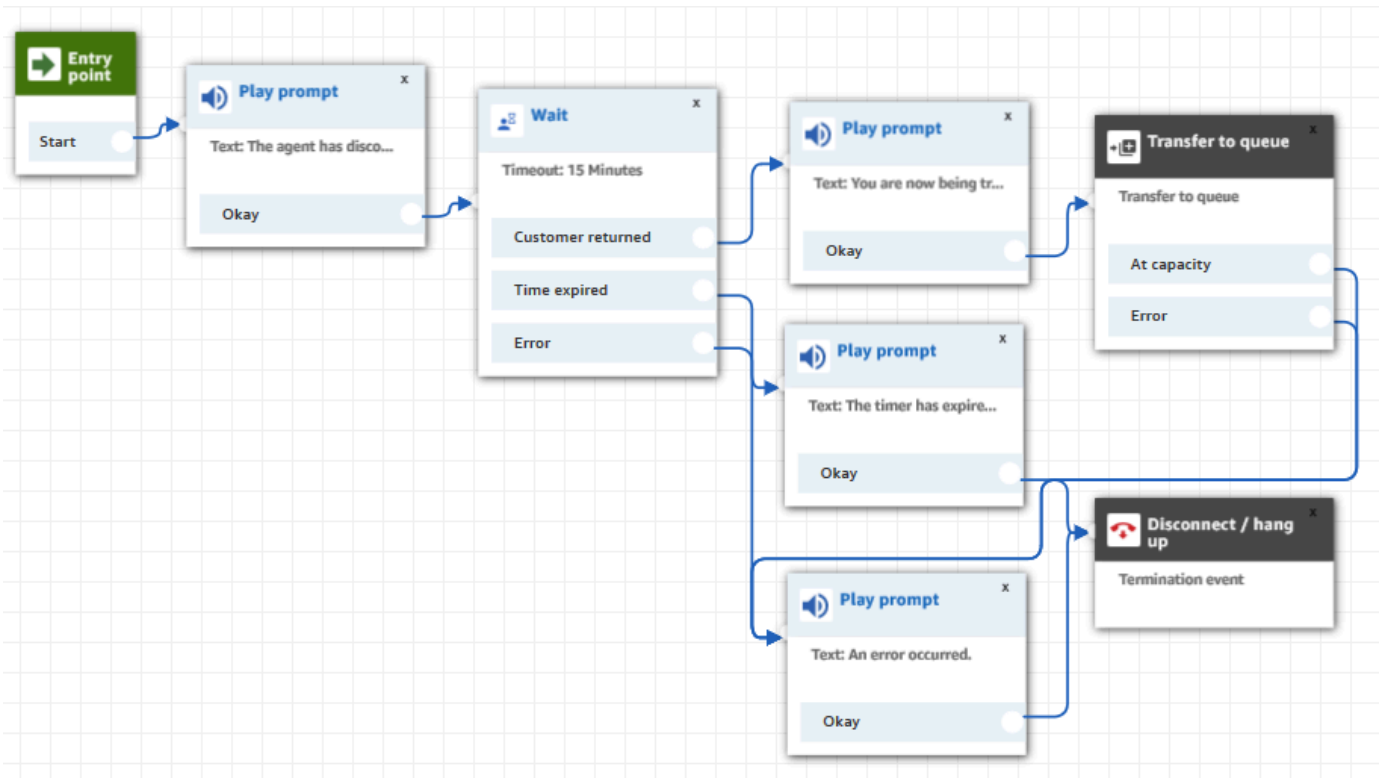 Entry
point
Start
Play prompt
x
Text: The agent has disco...
Okay
Wait
x
Timeout: 15 Minutes
Customer returned
Time expired
Error
Play prompt
x
Text: You are now being tr...
Okay
Transfer to queue
x
Transfer to queue
At capacity
Error
Play prompt
x
Text: The timer has expire...
Okay
Disconnect / hang
up
x
Termination event
Play prompt
x
Text: An error occurred.
Okay